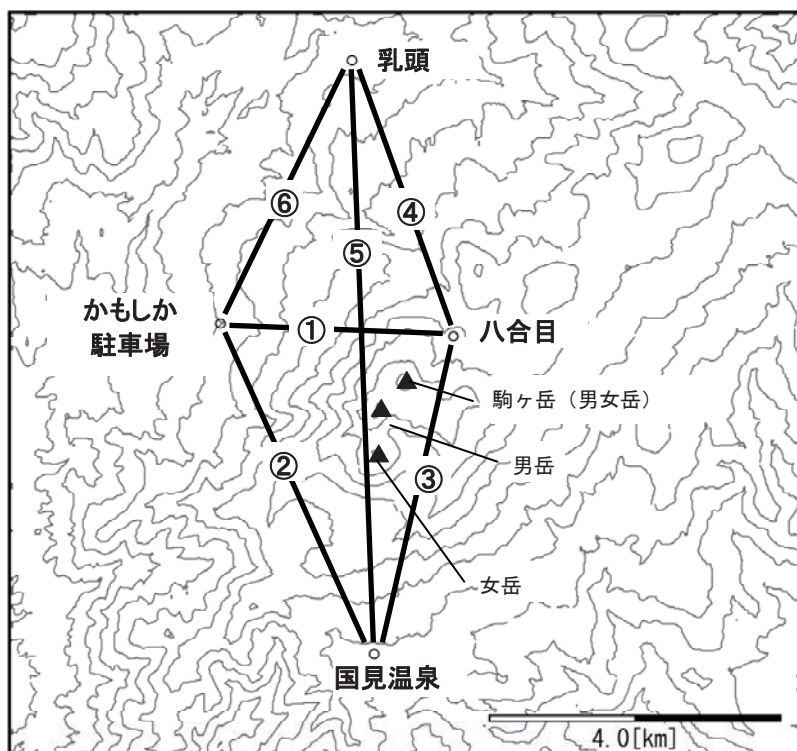 乳頭
⑥
④
⑤
かもしか
駐車場
①
八合目
駒ヶ岳（男女岳）
②
男岳
③
女岳
国見温泉
4.0[km]